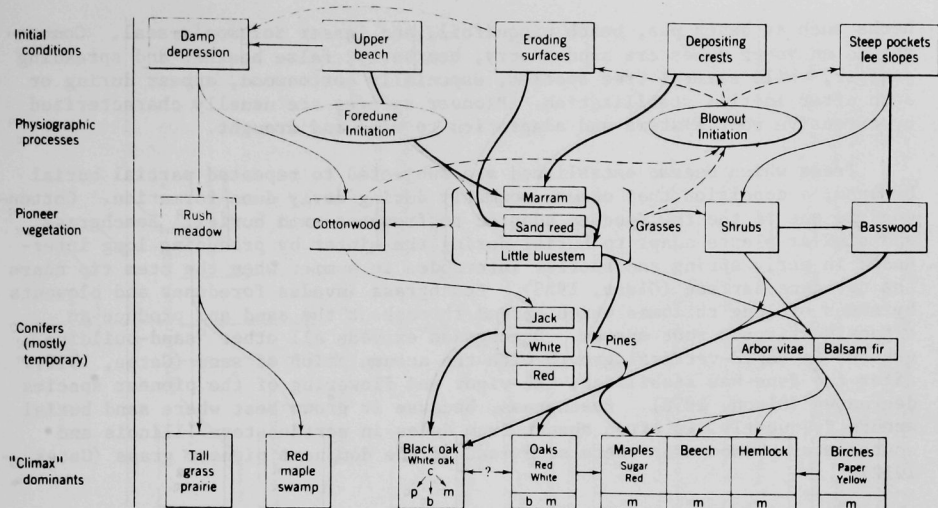 Initial
conditions
Damp
depression
Upper
beach
Eroding
surfaces
Depositing
crests
Steep pockets
lee slopes
Physiographic
processes
Foredune
Initiation
Blowout
Initiation
Pioneer
vegetation
Rush
meadow
Cottonwood
Marram
Sand reed
Little bluestem
Grasses
Shrubs
Basswood
Conifers
(mostly
temporary)
Jack
White
Red
Pines
Arbor vitae
Balsam fir
"Climax"
dominants
Tall
grass
prairie
Red
maple
swamp
Black oak
White oak
c
p b m
Oaks
Red
White
b m
?
Maples
Sugar
Red
m
Beech
m
Hemlock
m
Birches
Paper
Yellow
m